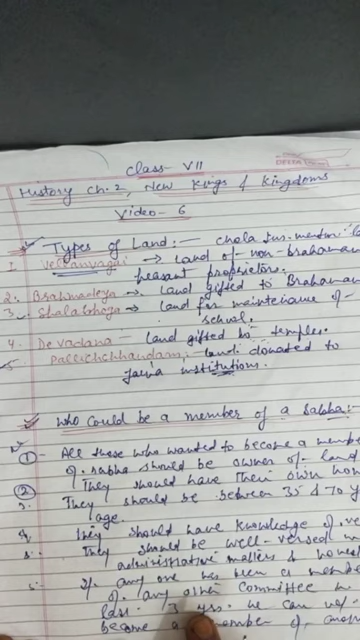 DELTA
Class - VII
History Ch. 2, New Kings & Kingdoms
Video - 6
Types of Land :- Chola Ins. mention
1. Vellanvagai → land of non-brahaman
peasant proprietors.
2. Brahmadeya → land gifted to Brahaman
3. Shalabhoga → land for maintenance of
school.
4. Devadana — land gifted to temples.
5. Pallichchhandam :- land donated to
Jaina institutions.
Who could be a member of a Sabha :-
① - All those who wanted to become a member
of sabha should be owner of land
② They should have their own
3. They should be between 35 & 70
age.
4. They should have knowledge of
They should be well-versed
administrative matters & honest
5. If any one has been a member
of any other Committee in
last 3 yrs. he can not
become a member of